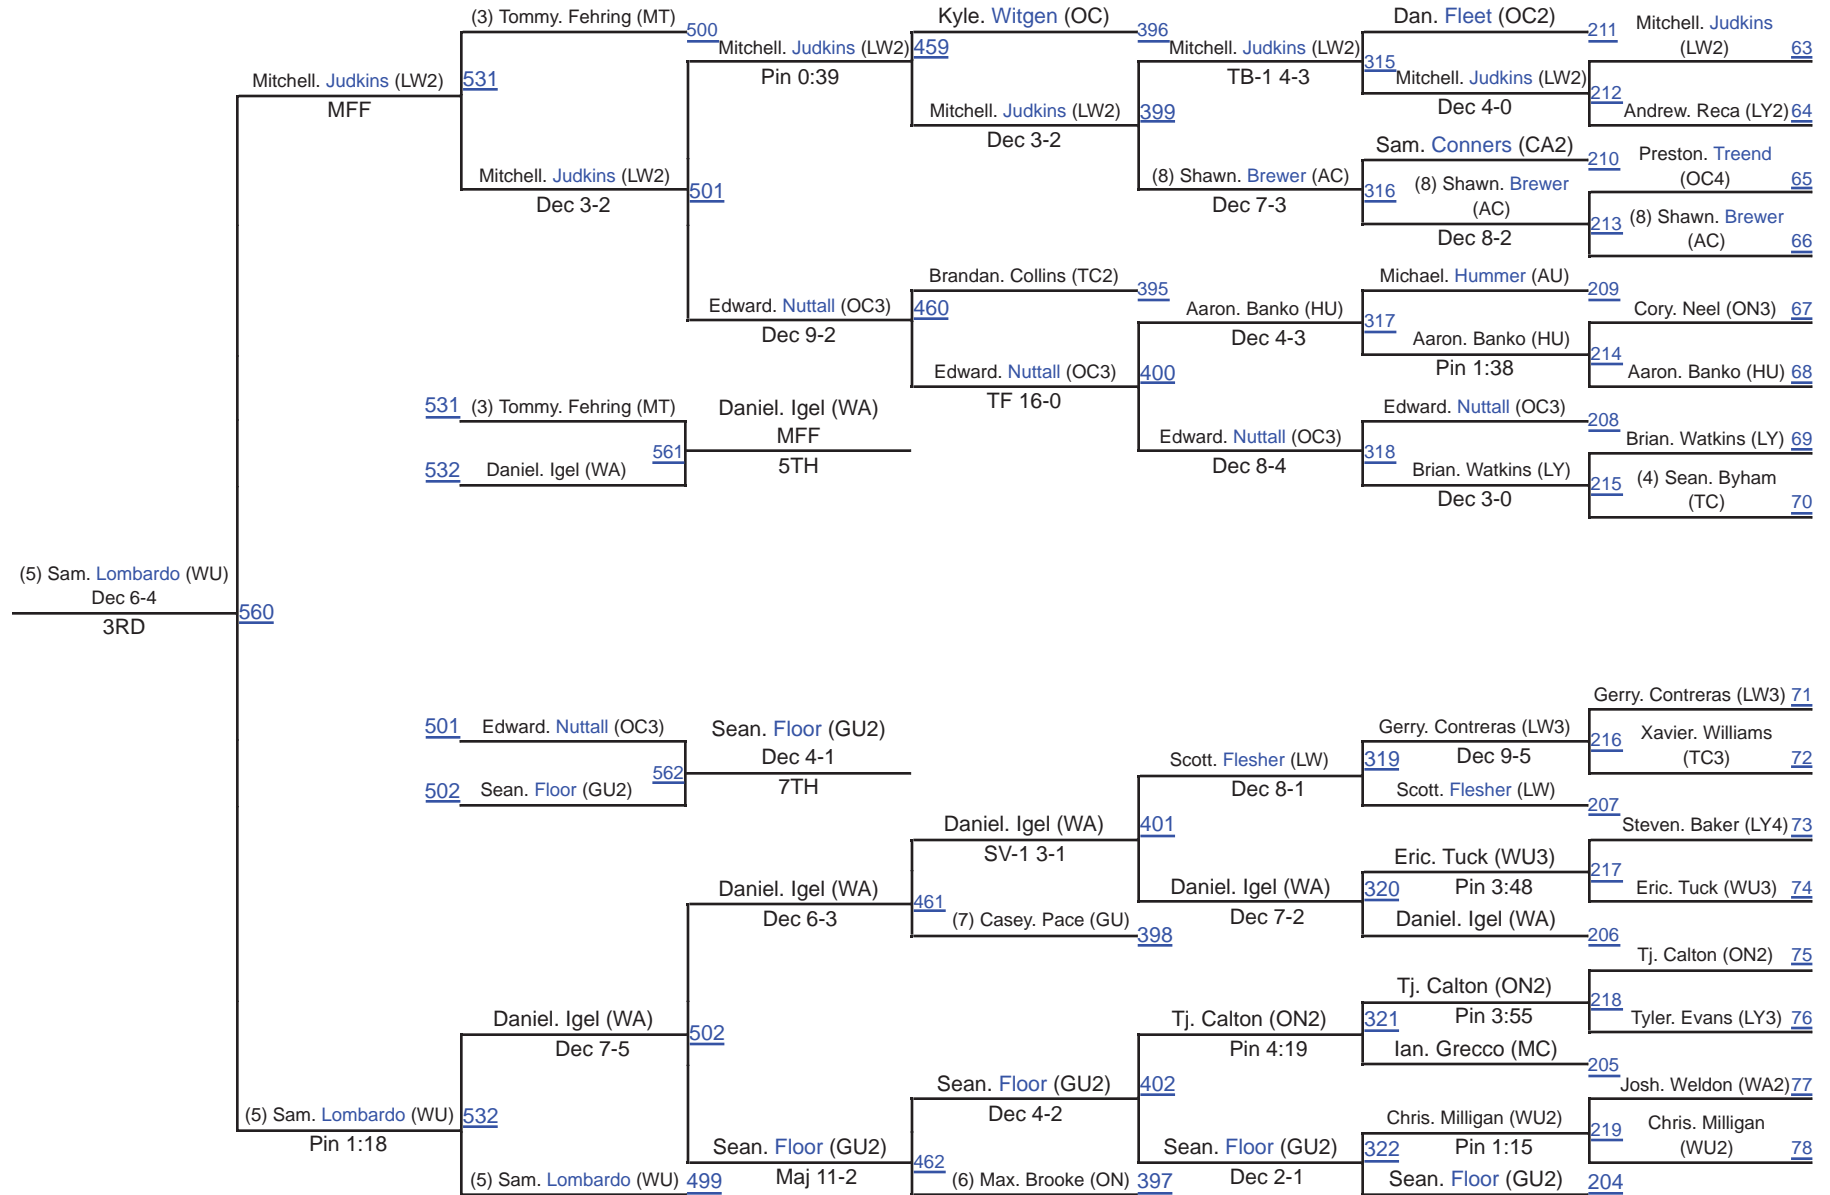 (3) Tommy. Fehring (MT)
500
Mitchell. Judkins (LW2)
MFF
531
Mitchell. Judkins (LW2)
Dec 3-2
501
Mitchell. Judkins (LW2)
Pin 0:39
459
Edward. Nuttall (OC3)
Dec 9-2
460
Kyle. Witgen (OC)
396
Mitchell. Judkins (LW2)
Dec 3-2
399
Brandan. Collins (TC2)
395
Edward. Nuttall (OC3)
TF 16-0
400
Mitchell. Judkins (LW2)
TB-1 4-3
315
(8) Shawn. Brewer (AC)
Dec 7-3
316
Aaron. Banko (HU)
Dec 4-3
317
Edward. Nuttall (OC3)
Dec 8-4
318
Dan. Fleet (OC2)
211
Mitchell. Judkins (LW2)
Dec 4-0
212
Sam. Conners (CA2)
210
(8) Shawn. Brewer
(AC)
Dec 8-2
213
Michael. Hummer (AU)
209
Aaron. Banko (HU)
Pin 1:38
214
Edward. Nuttall (OC3)
208
Brian. Watkins (LY)
Dec 3-0
215
Mitchell. Judkins
(LW2)
63
Andrew. Reca (LY2)
64
Preston. Treend
(OC4)
65
(8) Shawn. Brewer
(AC)
66
Cory. Neel (ON3)
67
Aaron. Banko (HU)
68
Brian. Watkins (LY)
69
(4) Sean. Byham
(TC)
70
531
(3) Tommy. Fehring (MT)
532
Daniel. Igel (WA)
561
Daniel. Igel (WA)
MFF
5TH
(5) Sam. Lombardo (WU)
Dec 6-4
3RD
560
501
Edward. Nuttall (OC3)
502
Sean. Floor (GU2)
562
Sean. Floor (GU2)
Dec 4-1
7TH
(5) Sam. Lombardo (WU)
Pin 1:18
532
Daniel. Igel (WA)
Dec 7-5
502
(5) Sam. Lombardo (WU)
499
Daniel. Igel (WA)
Dec 6-3
461
Sean. Floor (GU2)
Maj 11-2
462
Daniel. Igel (WA)
SV-1 3-1
401
(7) Casey. Pace (GU)
398
Sean. Floor (GU2)
Dec 4-2
402
(6) Max. Brooke (ON)
397
Scott. Flesher (LW)
Dec 8-1
319
Daniel. Igel (WA)
Dec 7-2
320
Tj. Calton (ON2)
Pin 4:19
321
Sean. Floor (GU2)
Dec 2-1
322
Gerry. Contreras (LW3)
Dec 9-5
216
Scott. Flesher (LW)
207
Eric. Tuck (WU3)
Pin 3:48
217
Daniel. Igel (WA)
206
Tj. Calton (ON2)
Pin 3:55
218
Ian. Grecco (MC)
205
Chris. Milligan (WU2)
Pin 1:15
219
Sean. Floor (GU2)
204
Gerry. Contreras (LW3)
71
Xavier. Williams
(TC3)
72
Steven. Baker (LY4)
73
Eric. Tuck (WU3)
74
Tj. Calton (ON2)
75
Tyler. Evans (LY3)
76
Josh. Weldon (WA2)
77
Chris. Milligan
(WU2)
78